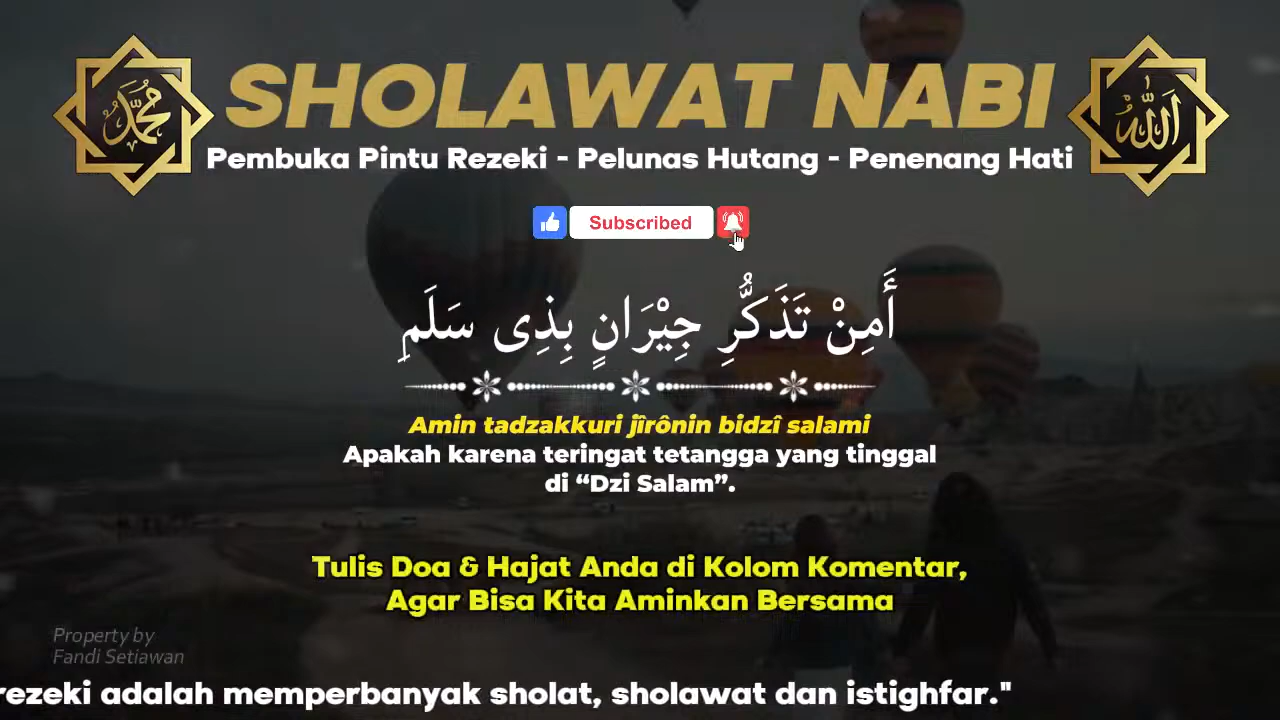 محمد
SHOLAWAT NABI
الله
Pembuka Pintu Rezeki - Pelunas Hutang - Penenang Hati
Subscribed
أَمِنْ تَذَكُّرِ جِيْرَانٍ بِذِى سَلَمِ
Amin tadzakkuri jîrônin bidzî salami
Apakah karena teringat tetangga yang tinggal
di “Dzi Salam”.
Tulis Doa & Hajat Anda di Kolom Komentar,
Agar Bisa Kita Aminkan Bersama
Property by
Fandi Setiawan
rezeki adalah memperbanyak sholat, sholawat dan istighfar."